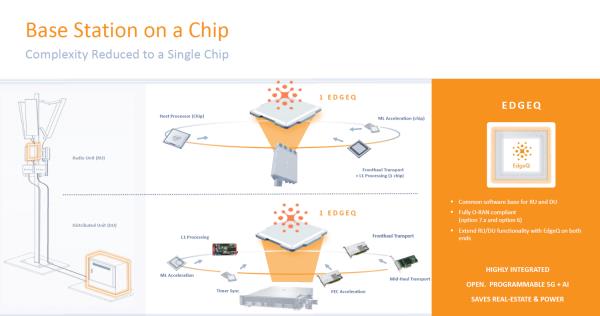 Base Station on a Chip
Complexity Reduced to a Single Chip
1 EDGEQ
Host Processor (Chip)
ML Acceleration (chip)
Radio Unit (RU)
Fronthaul Transport
+ L1 Processing (1 chip)
1 EDGEQ
L1 Processing
Fronthaul Transport
Distributed Unit (DU)
ML Acceleration
Mid-Haul Transport
Timer Sync
FEC Acceleration
EDGEQ
EdgeQ
• Common software base for RU and DU
• Fully O-RAN compliant
(option 7.x and option 6)
• Extend RU/DU functionality with EdgeQ on both
ends
HIGHLY INTEGRATED
OPEN. PROGRAMMABLE 5G + AI
SAVES REAL-ESTATE & POWER